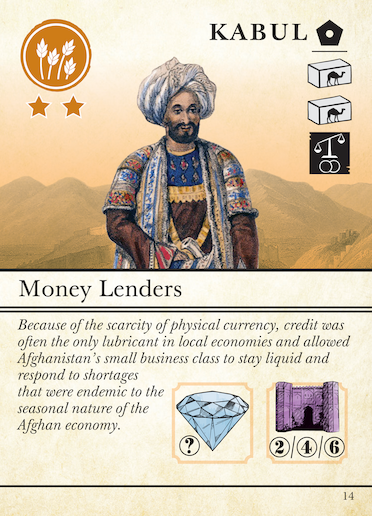 KABUL
Money Lenders
Because of the scarcity of physical currency, credit was
often the only lubricant in local economies and allowed
Afghanistan's small business class to stay liquid and
respond to shortages
that were endemic to the
seasonal nature of the
Afghan economy.
?
2/4/6
14